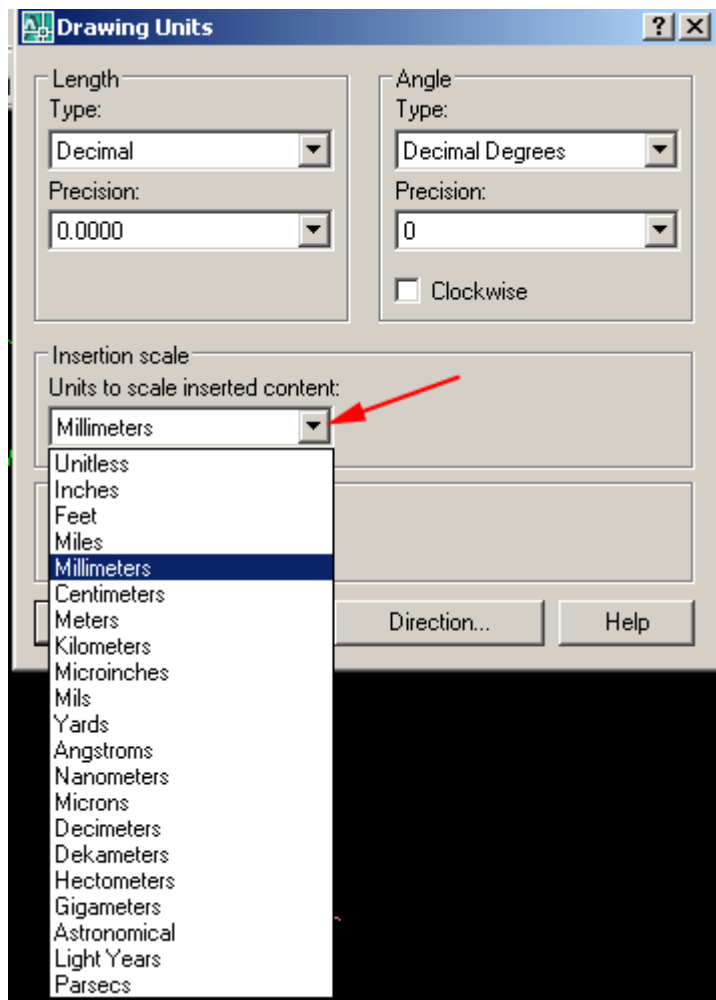 Drawing Units
Length
Type:
Decimal
Precision:
0.0000
Angle
Type:
Decimal Degrees
Precision:
0
Clockwise
Insertion scale
Units to scale inserted content:
Millimeters
Unitless
Inches
Feet
Miles
Millimeters
Centimeters
Meters
Kilometers
Microinches
Mils
Yards
Angstroms
Nanometers
Microns
Decimeters
Dekameters
Hectometers
Gigameters
Astronomical
Light Years
Parsecs
Direction...
Help